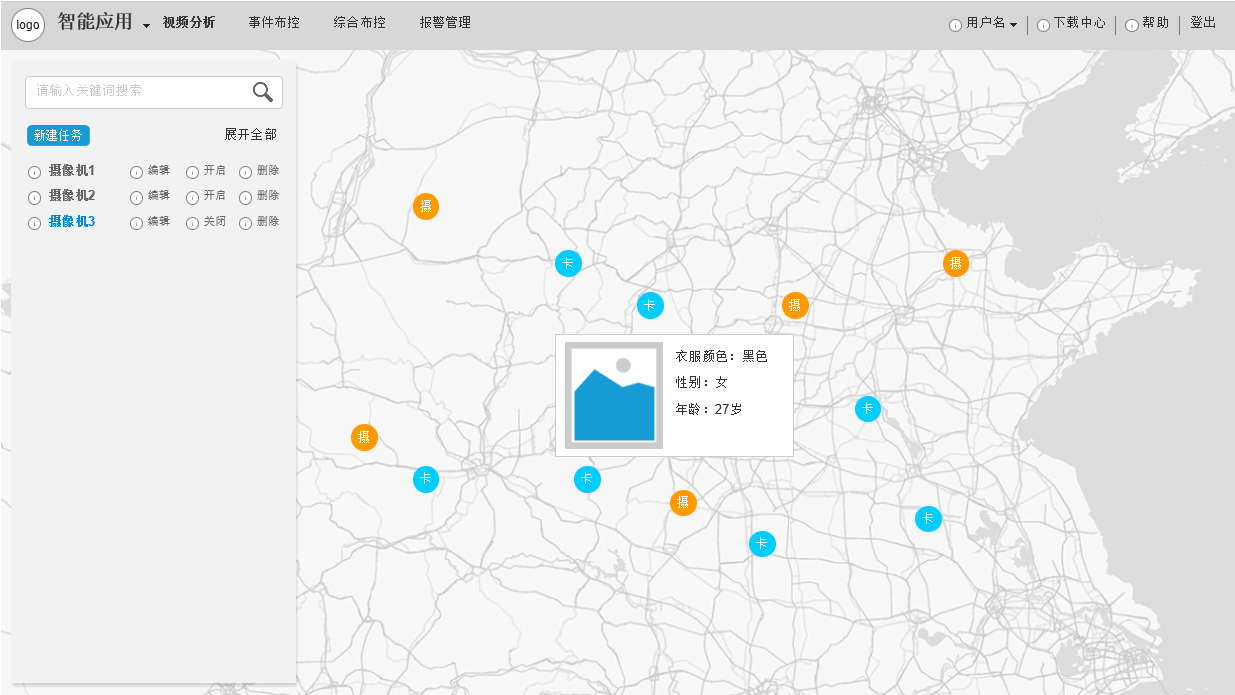 logo 智能应用 视频分析 事件布控 综合布控 报警管理 用户名 下载中心 帮助 登出
请输入关键词搜索
新建任务 展开全部
摄像机1 编辑 开启 删除
摄像机2 编辑 开启 删除
摄像机3 编辑 关闭 删除
摄
卡
摄
卡
摄
衣服颜色：黑色
性别：女
年龄：27岁
卡
摄
卡
卡
摄
卡
卡